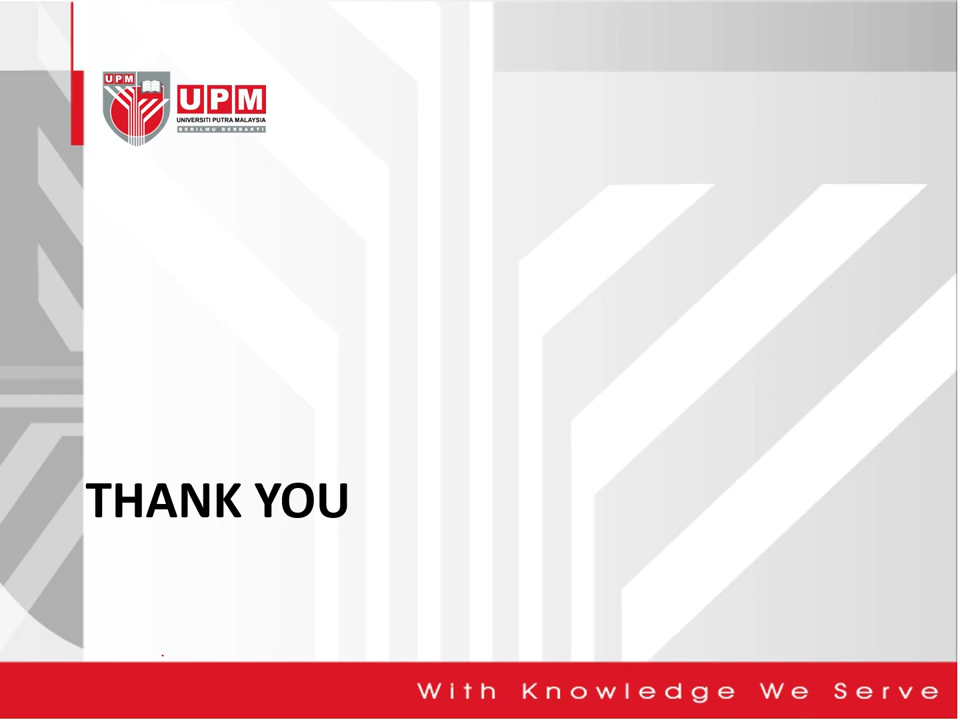 UPM
UPM
UNIVERSITI PUTRA MALAYSIA
BERILMU BERBAKTI
THANK YOU
.
With Knowledge We Serve